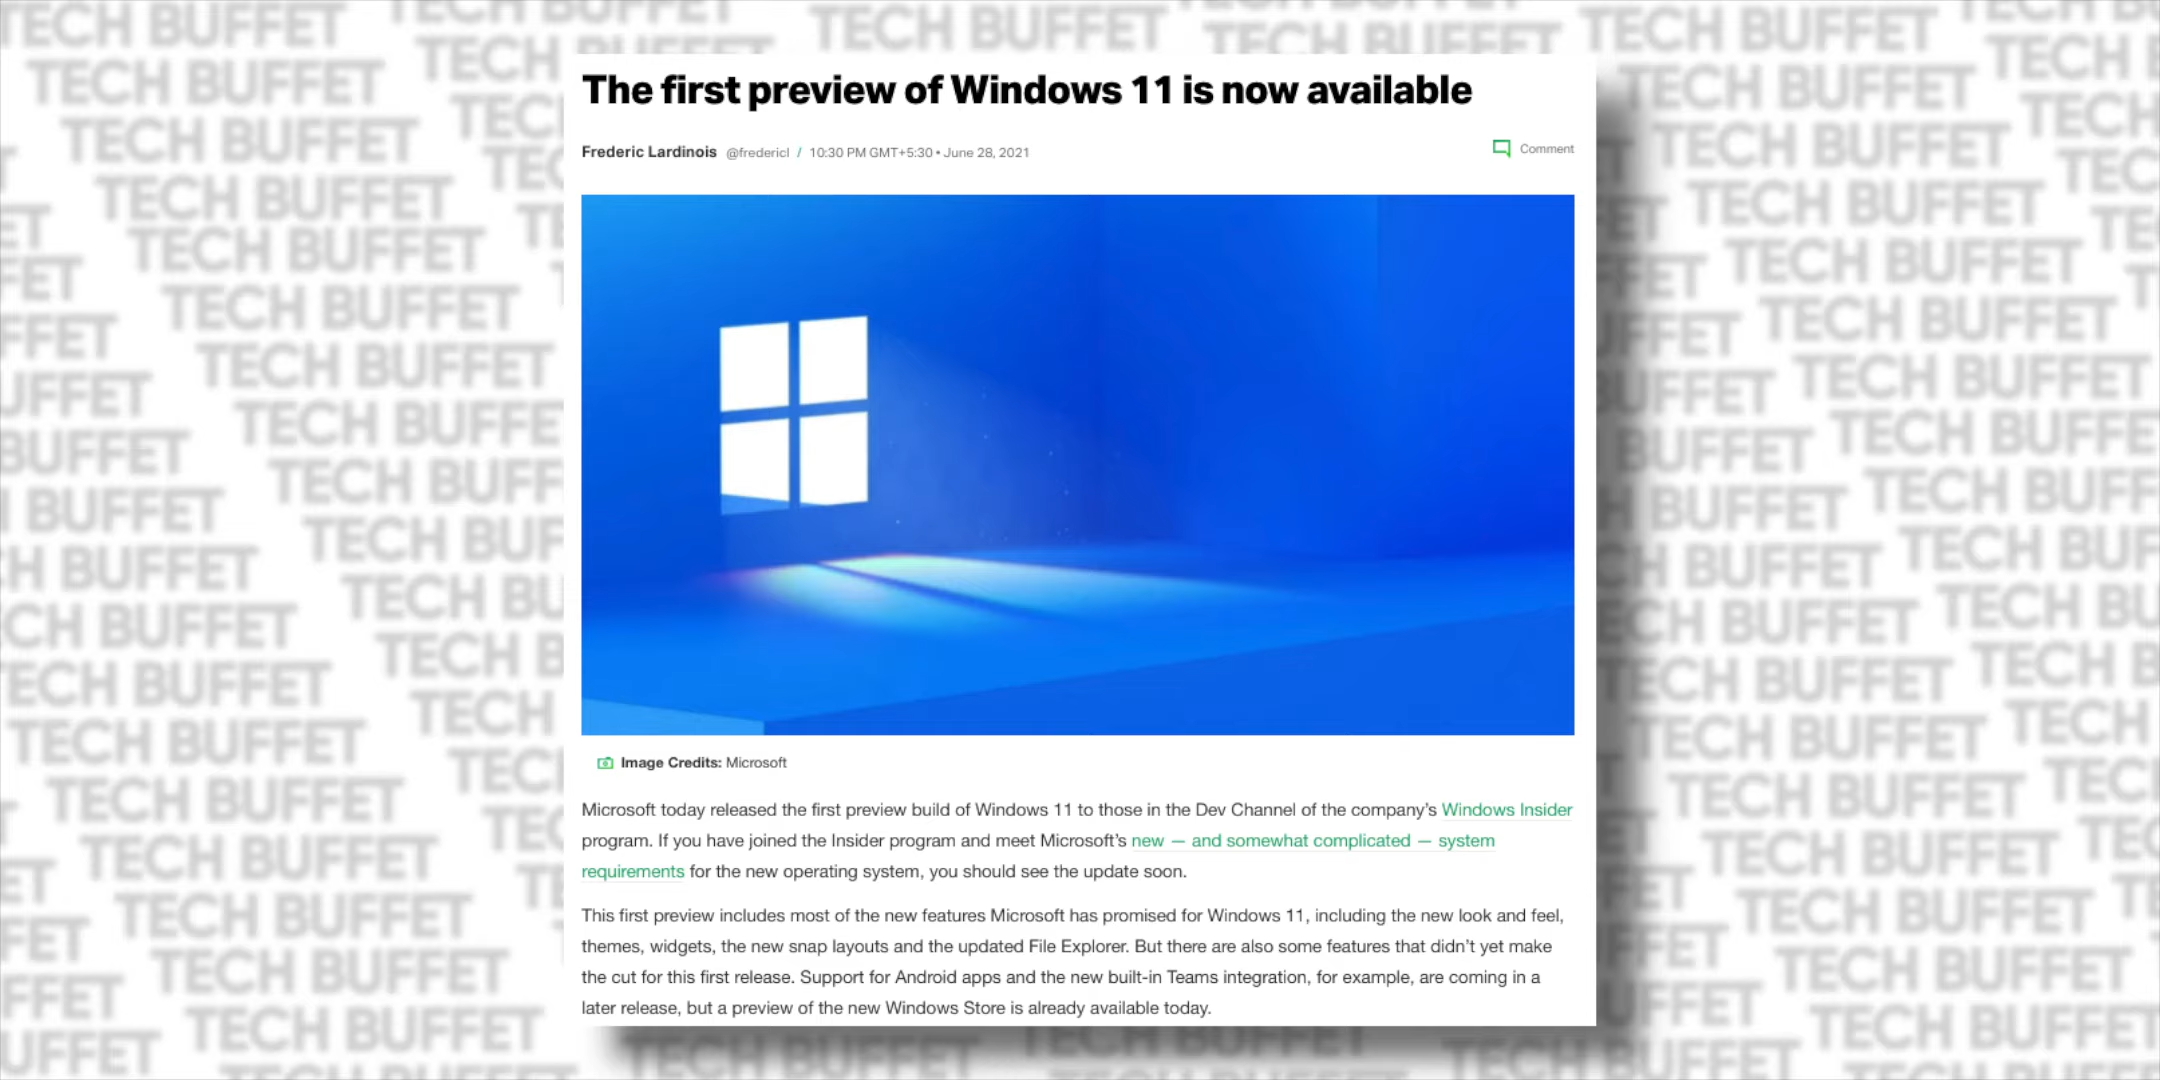 The first preview of Windows 11 is now available
Frederic Lardinois @fredericl / 10:30 PM GMT+5:30 • June 28, 2021
Comment
Image Credits: Microsoft
Microsoft today released the first preview build of Windows 11 to those in the Dev Channel of the company's Windows Insider
program. If you have joined the Insider program and meet Microsoft's new — and somewhat complicated — system
requirements for the new operating system, you should see the update soon.
This first preview includes most of the new features Microsoft has promised for Windows 11, including the new look and feel,
themes, widgets, the new snap layouts and the updated File Explorer. But there are also some features that didn't yet make
the cut for this first release. Support for Android apps and the new built-in Teams integration, for example, are coming in a
later release, but a preview of the new Windows Store is already available today.
TECH BUFFET